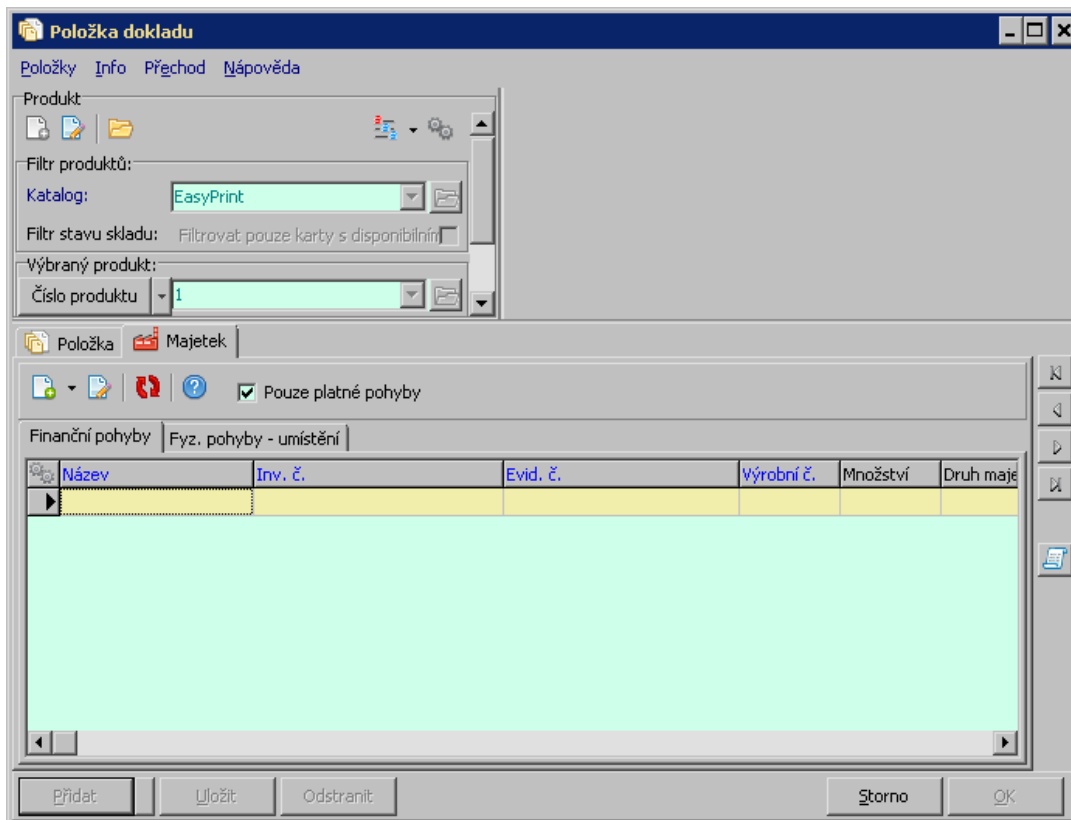 Položka dokladu
Položky Info Přechod Nápověda
Produkt
Filtr produktů:
Katalog: EasyPrint
Filtr stavu skladu: Filtrovat pouze karty s disponibilním
Výbraný produkt:
Číslo produktu 1
Položka Majetek
Pouze platné pohyby
Finanční pohyby Fyz. pohyby - umístění
Název Inv. č. Evid. č. Výrobní č. Množství Druh maje
Přidat Uložit Odstranit Storno OK